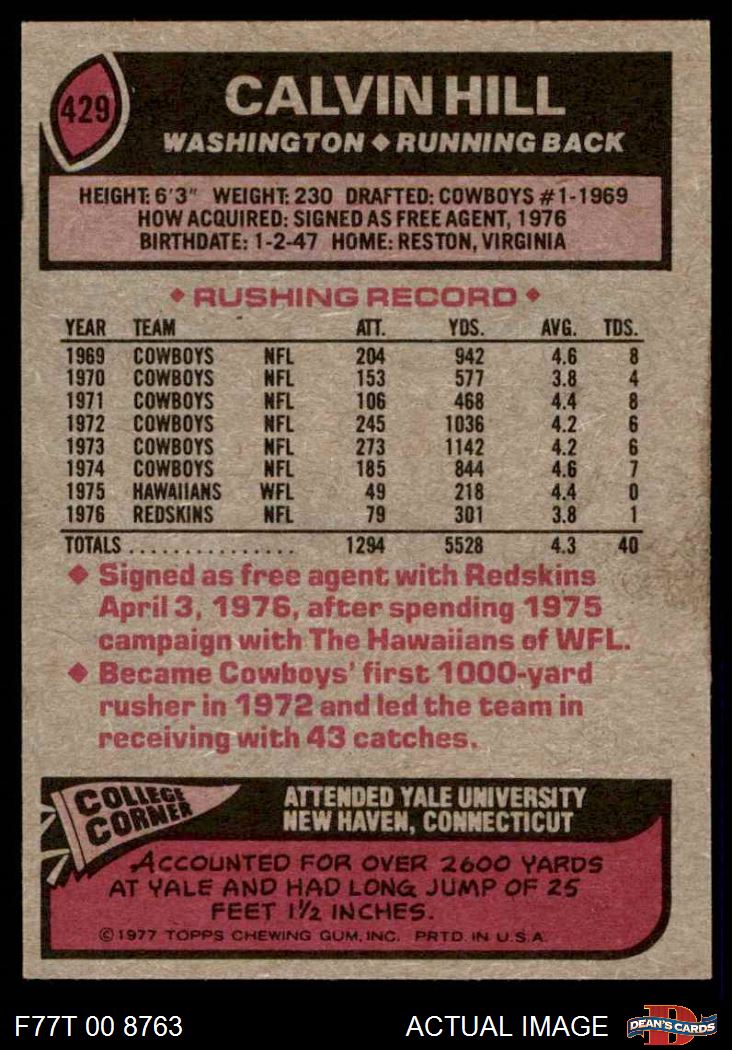 429
CALVIN HILL
WASHINGTON ◆ RUNNING BACK
HEIGHT: 6'3" WEIGHT: 230 DRAFTED: COWBOYS #1-1969
HOW ACQUIRED: SIGNED AS FREE AGENT, 1976
BIRTHDATE: 1-2-47 HOME: RESTON, VIRGINIA
◆ RUSHING RECORD ◆
YEAR TEAM ATT. YDS. AVG. TDS.
1969 COWBOYS NFL 204 942 4.6 8
1970 COWBOYS NFL 153 577 3.8 4
1971 COWBOYS NFL 106 468 4.4 8
1972 COWBOYS NFL 245 1036 4.2 6
1973 COWBOYS NFL 273 1142 4.2 6
1974 COWBOYS NFL 185 844 4.6 7
1975 HAWAIIANS WFL 49 218 4.4 0
1976 REDSKINS NFL 79 301 3.8 1
TOTALS ............... 1294 5528 4.3 40
◆ Signed as free agent with Redskins
April 3, 1976, after spending 1975
campaign with The Hawaiians of WFL.
◆ Became Cowboys' first 1000-yard
rusher in 1972 and led the team in
receiving with 43 catches.
COLLEGE
CORNER
ATTENDED YALE UNIVERSITY
NEW HAVEN, CONNECTICUT
ACCOUNTED FOR OVER 2600 YARDS
AT YALE AND HAD LONG JUMP OF 25
FEET 1½ INCHES.
©1977 TOPPS CHEWING GUM, INC. PRTD. IN U.S.A.
F77T 00 8763
ACTUAL IMAGE
D
DEAN'S CARDS